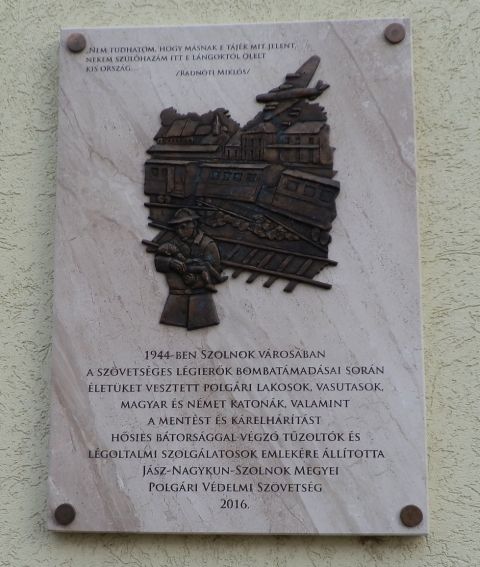 „Nem tudhatom, hogy másnak e tájék mit jelent,
nekem szülőhazám itt e lángoktól ölelt
kis ország...
/Radnóti Miklós/
1944-ben Szolnok városában
a szövetséges légierők bombatámadásai során
életüket vesztett polgári lakosok, vasutasok,
magyar és német katonák, valamint
a mentést és kárelhárítást
hősies bátorsággal végző tűzoltók és
légoltalmi szolgálatosok emlékére állította
Jász-Nagykun-Szolnok Megyei
Polgári Védelmi Szövetség
2016.